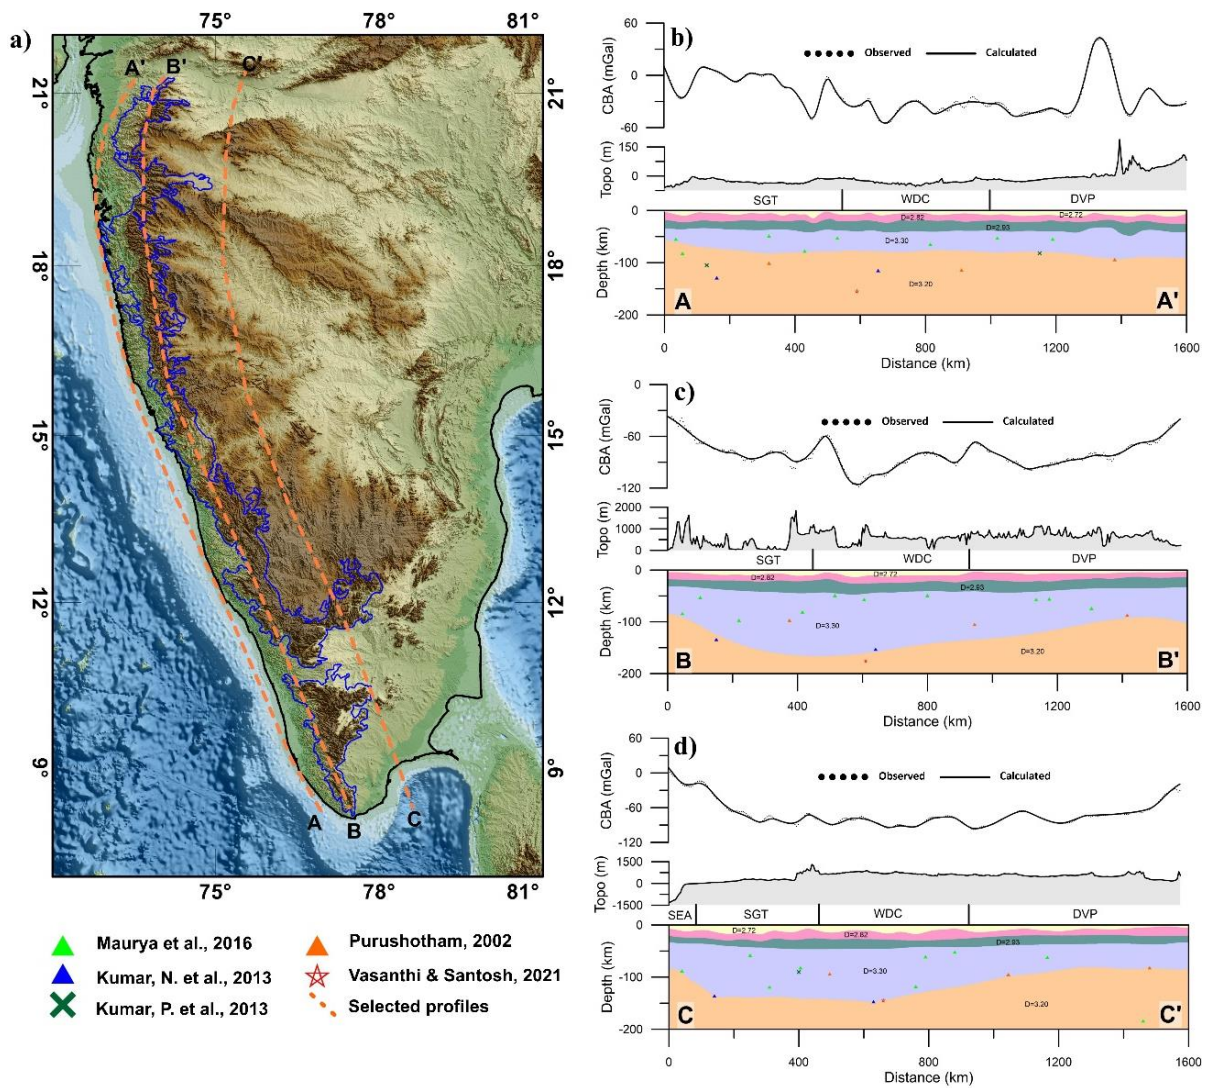 a)
75°
78°
81°
A'
B'
C'
21°
21°
18°
18°
15°
15°
12°
12°
9°
9°
A
B
C
75°
78°
81°
Maurya et al., 2016
Kumar, N. et al., 2013
Kumar, P. et al., 2013
Purushotham, 2002
Vasanthi & Santosh, 2021
Selected profiles
b)
60
0
-60
CBA (mGal)
Observed
Calculated
150
0
Topo (m)
SGT
WDC
DVP
0
-100
-200
Depth (km)
D=2.82
D=2.72
D=2.93
D=3.30
D=3.20
A
A'
0
400
800
1200
1600
Distance (km)
c)
0
-60
-120
CBA (mGal)
Observed
Calculated
2000
1000
0
Topo (m)
SGT
WDC
DVP
0
-100
-200
Depth (km)
D=2.82
D=2.72
D=2.93
D=3.30
D=3.20
B
B'
0
400
800
1200
1600
Distance (km)
d)
60
0
-60
-120
CBA (mGal)
Observed
Calculated
1500
0
-1500
Topo (m)
SEA
SGT
WDC
DVP
0
-100
-200
Depth (km)
D=2.72
D=2.82
D=2.93
D=3.30
D=3.20
C
C'
0
400
800
1200
1600
Distance (km)